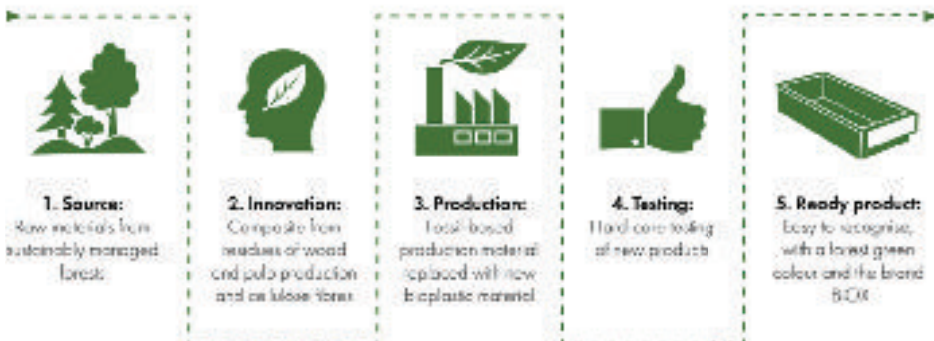 1. Source:
Raw materials from
sustainably managed
forests
2. Innovation:
Composite from
residues of wood
and pulp production
and cellulose fibres
3. Production:
Fossil-based
production material
replaced with new
bioplastic material
4. Testing:
Hard core testing
of new products
5. Ready product:
Easy to recognise,
with a forest green
colour and the brand